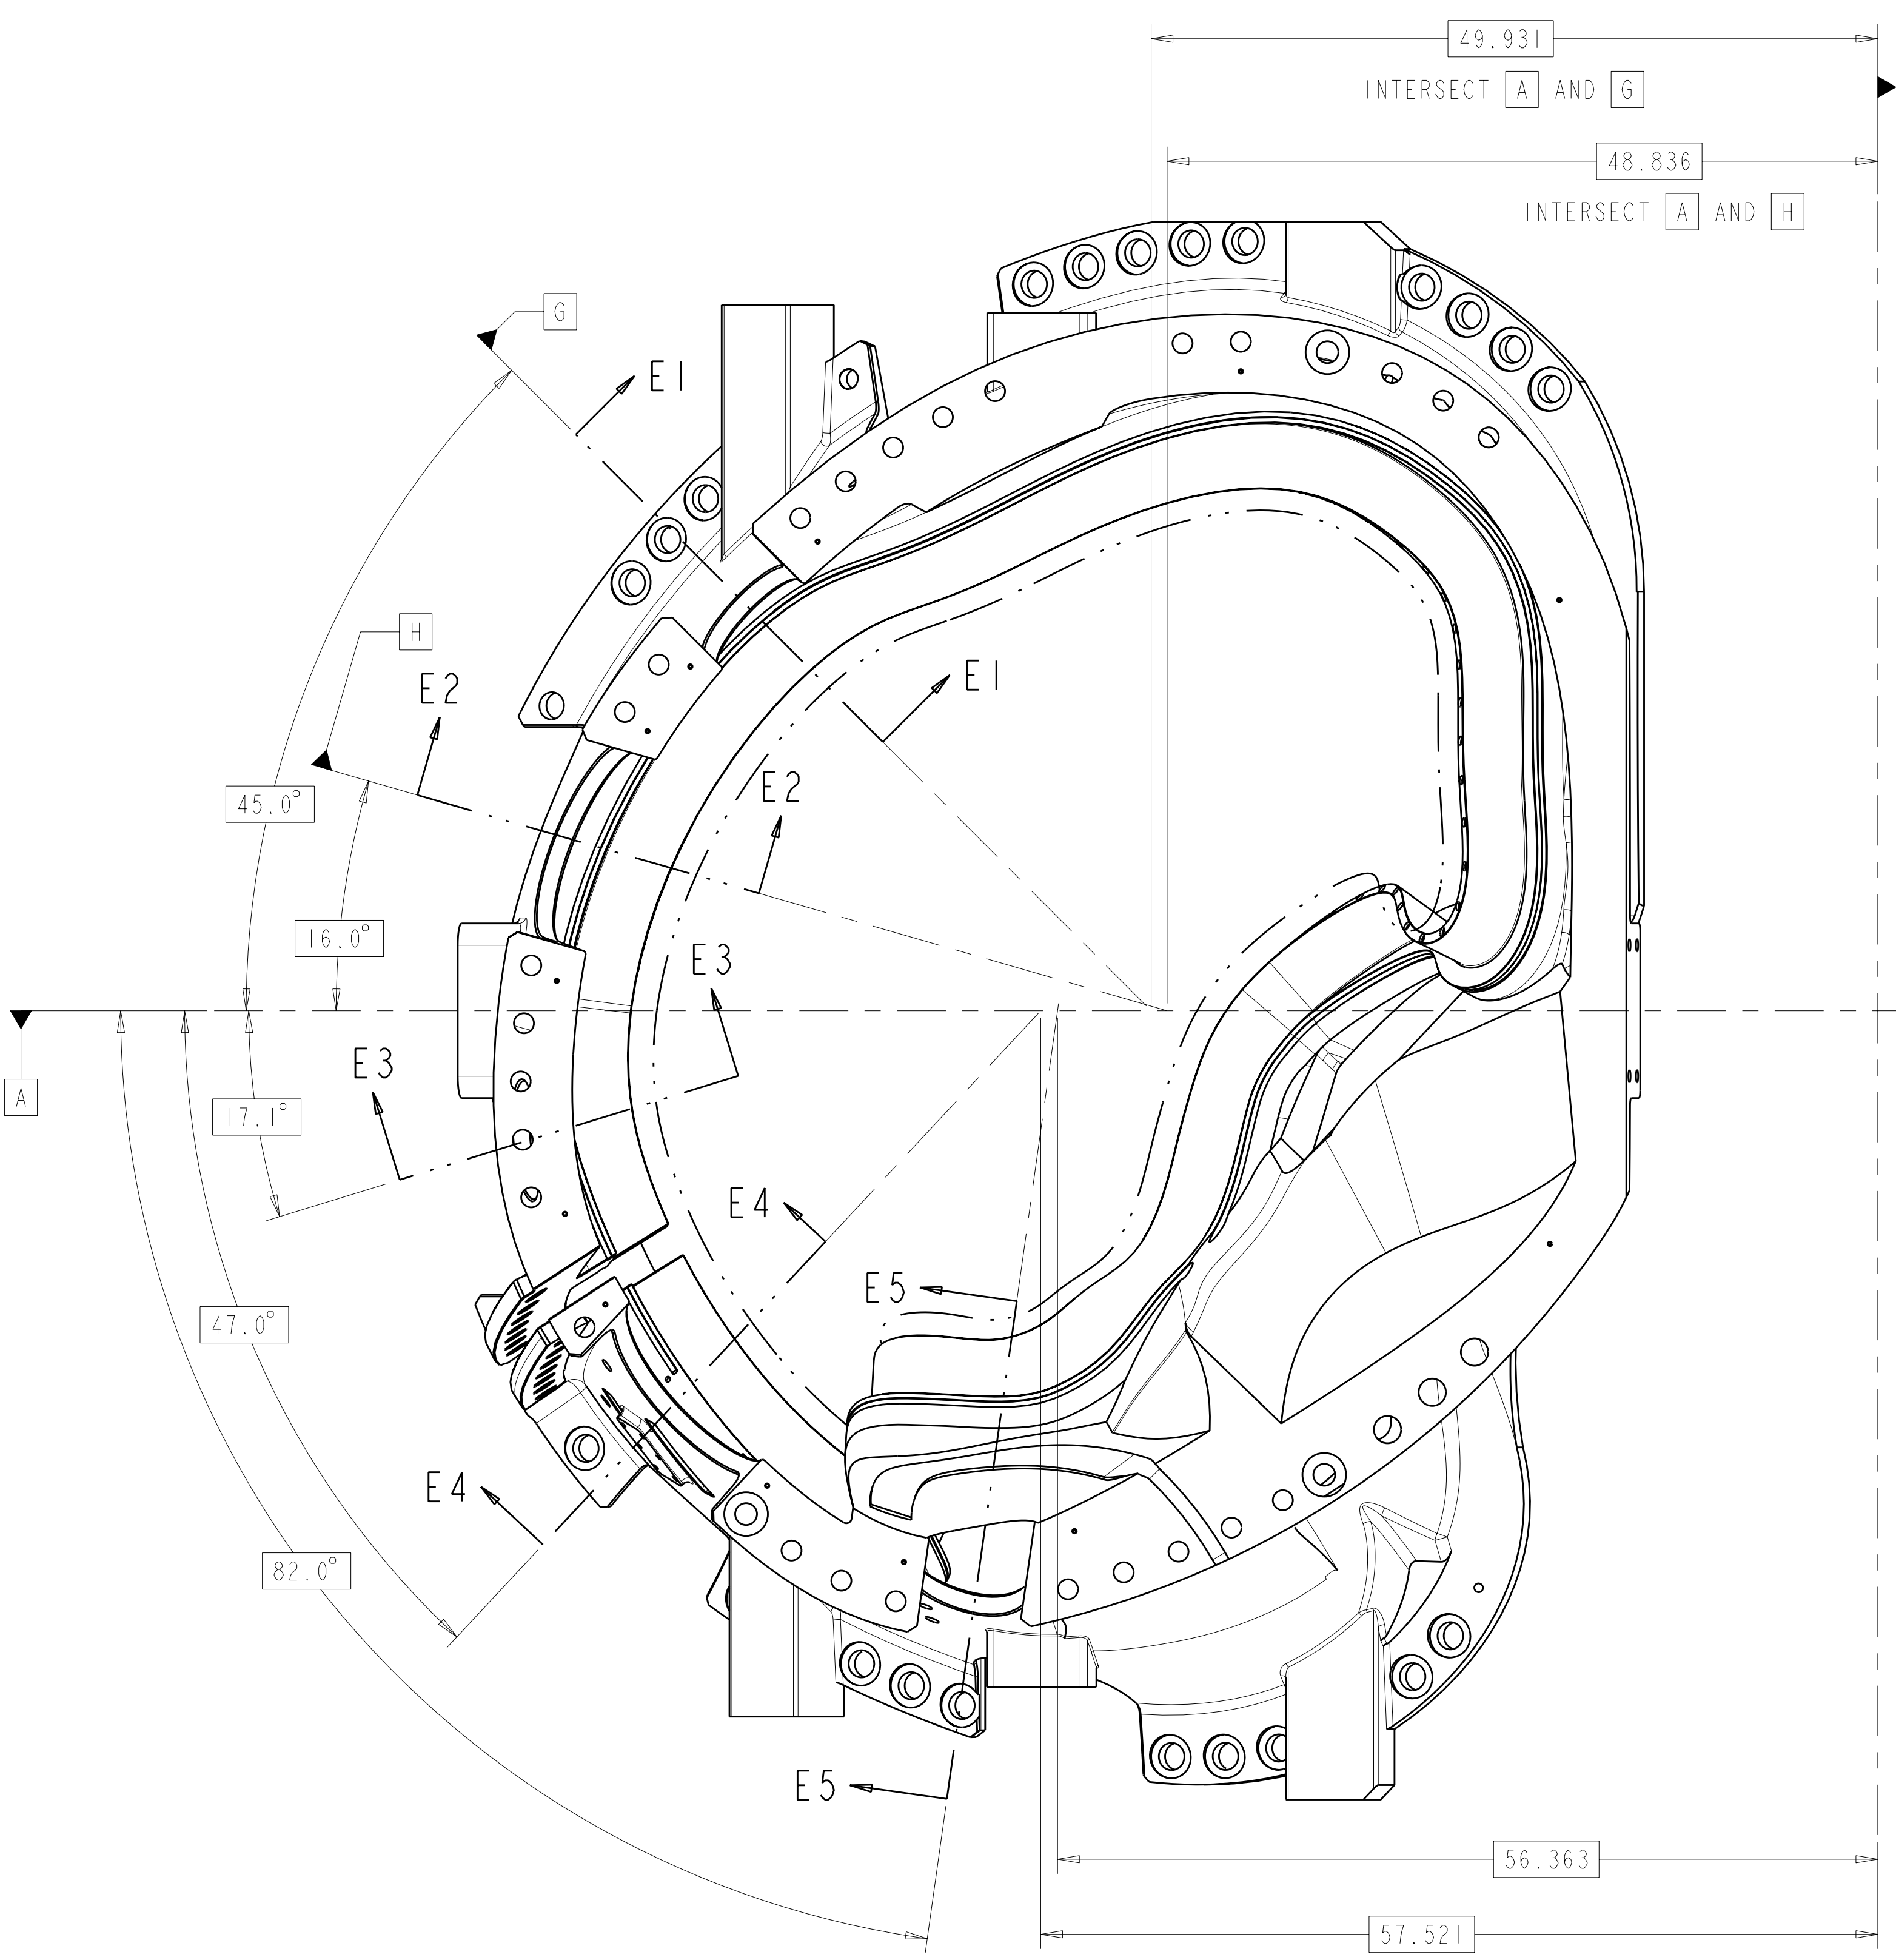 49.931
INTERSECT A AND G
48.836
INTERSECT A AND H
G
E1
H
E2
E1
45.0°
E2
16.0°
E3
E3
A
17.1°
E4
E5
47.0°
E4
82.0°
E5
56.363
57.521